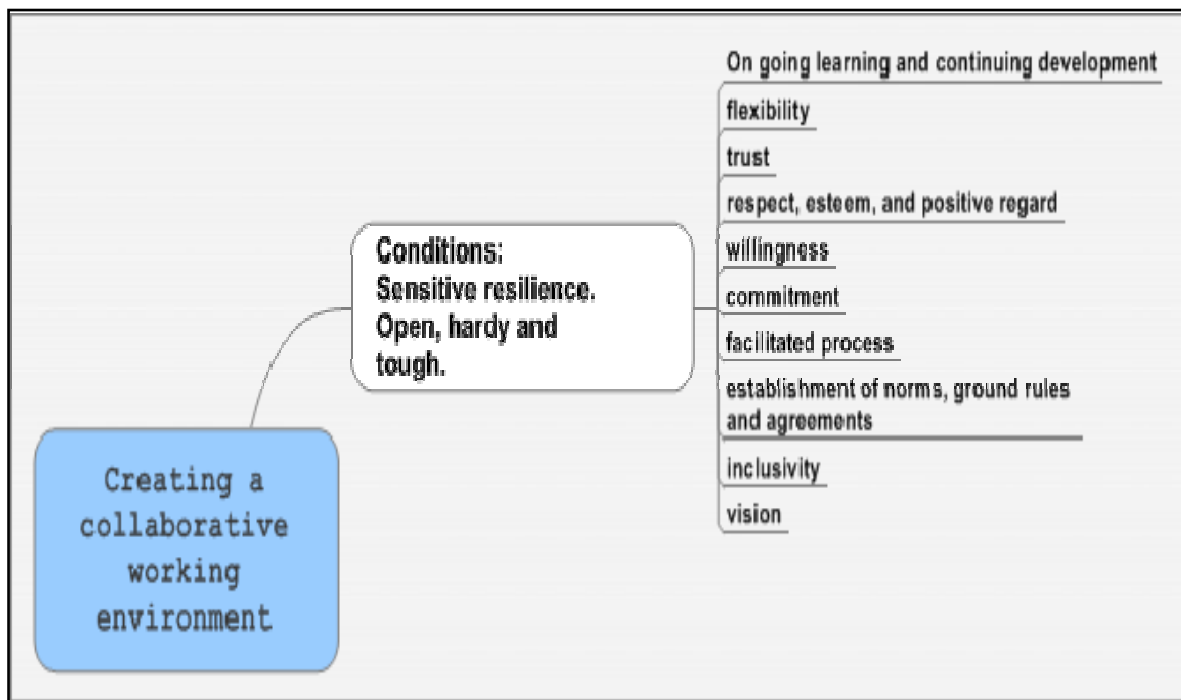 On going learning and continuing development
flexibility
trust
respect, esteem, and positive regard
willingness
commitment
facilitated process
establishment of norms, ground rules
and agreements
inclusivity
vision
Conditions:
Sensitive resilience.
Open, hardy and
tough.
Creating a
collaborative
working
environment